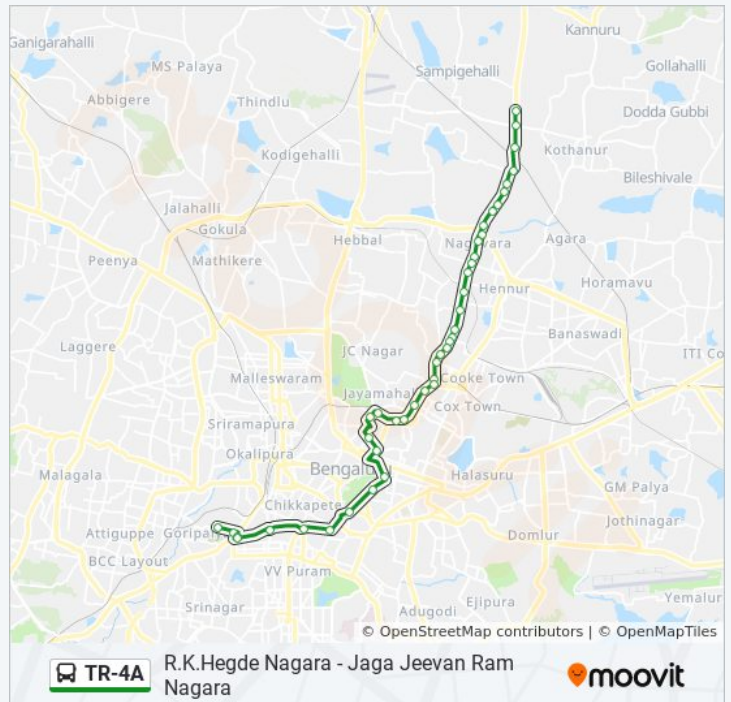 Kannuru
Ganigarahalli
MS Palaya
Sampigehalli
Gollahalli
Abbigere
Thindlu
Dodda Gubbi
Kodigehalli
Kothanur
Bileshivale
Jalahalli
Gokula
Hebbal
Nagavara
Agara
Peenya
Mathikere
Hennur
Horamavu
Banaswadi
Laggere
JC Nagar
ITI Co
Malleswaram
Jayamahal
Cooke Town
Cox Town
Sriramapura
Okalipura
Malagala
Bengalu
Halasuru
GM Palya
Chikkapete
Jothinagar
Attiguppe
Goripa
Domlur
BCC Layout
VV Puram
Yemalur
Srinagar
Adugodi
Ejipura
© OpenStreetMap contributors | © OpenMapTiles
TR-4A
R.K.Hegde Nagara - Jaga Jeevan Ram
Nagara
moovit